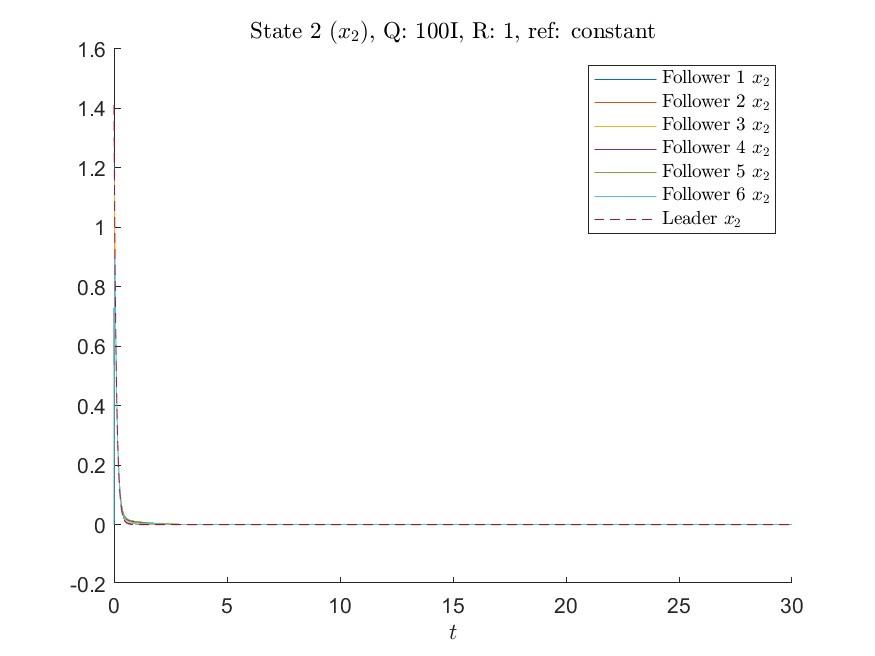 State 2 (x₂), Q: 100I, R: 1, ref: constant
1.6
1.4
1.2
1
0.8
0.6
0.4
0.2
0
-0.2
Follower 1 x₂
Follower 2 x₂
Follower 3 x₂
Follower 4 x₂
Follower 5 x₂
Follower 6 x₂
Leader x₂
0 5 10 15 20 25 30
t